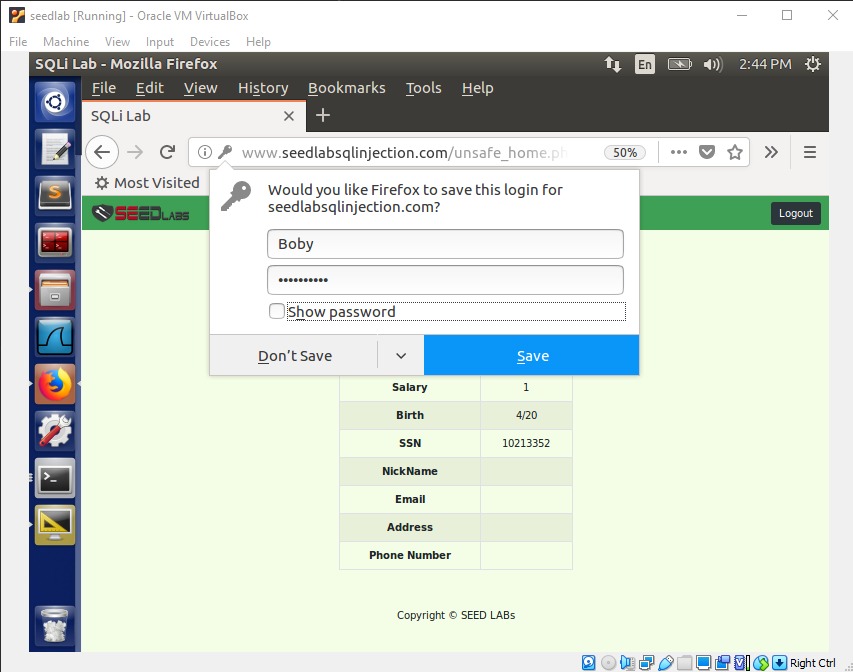 seedlab [Running] - Oracle VM VirtualBox
File Machine View Input Devices Help
SQLi Lab - Mozilla Firefox En 2:44 PM
File Edit View History Bookmarks Tools Help
SQLi Lab
www.seedlabsqlinjection.com/unsafe_home.ph 50%
Most Visited
Would you like Firefox to save this login for
seedlabsqlinjection.com?
SEEDLABS Logout
Boby
••••••••••
Show password
Don't Save Save
Salary 1
Birth 4/20
SSN 10213352
NickName
Email
Address
Phone Number
Copyright © SEED LABs
Right Ctrl